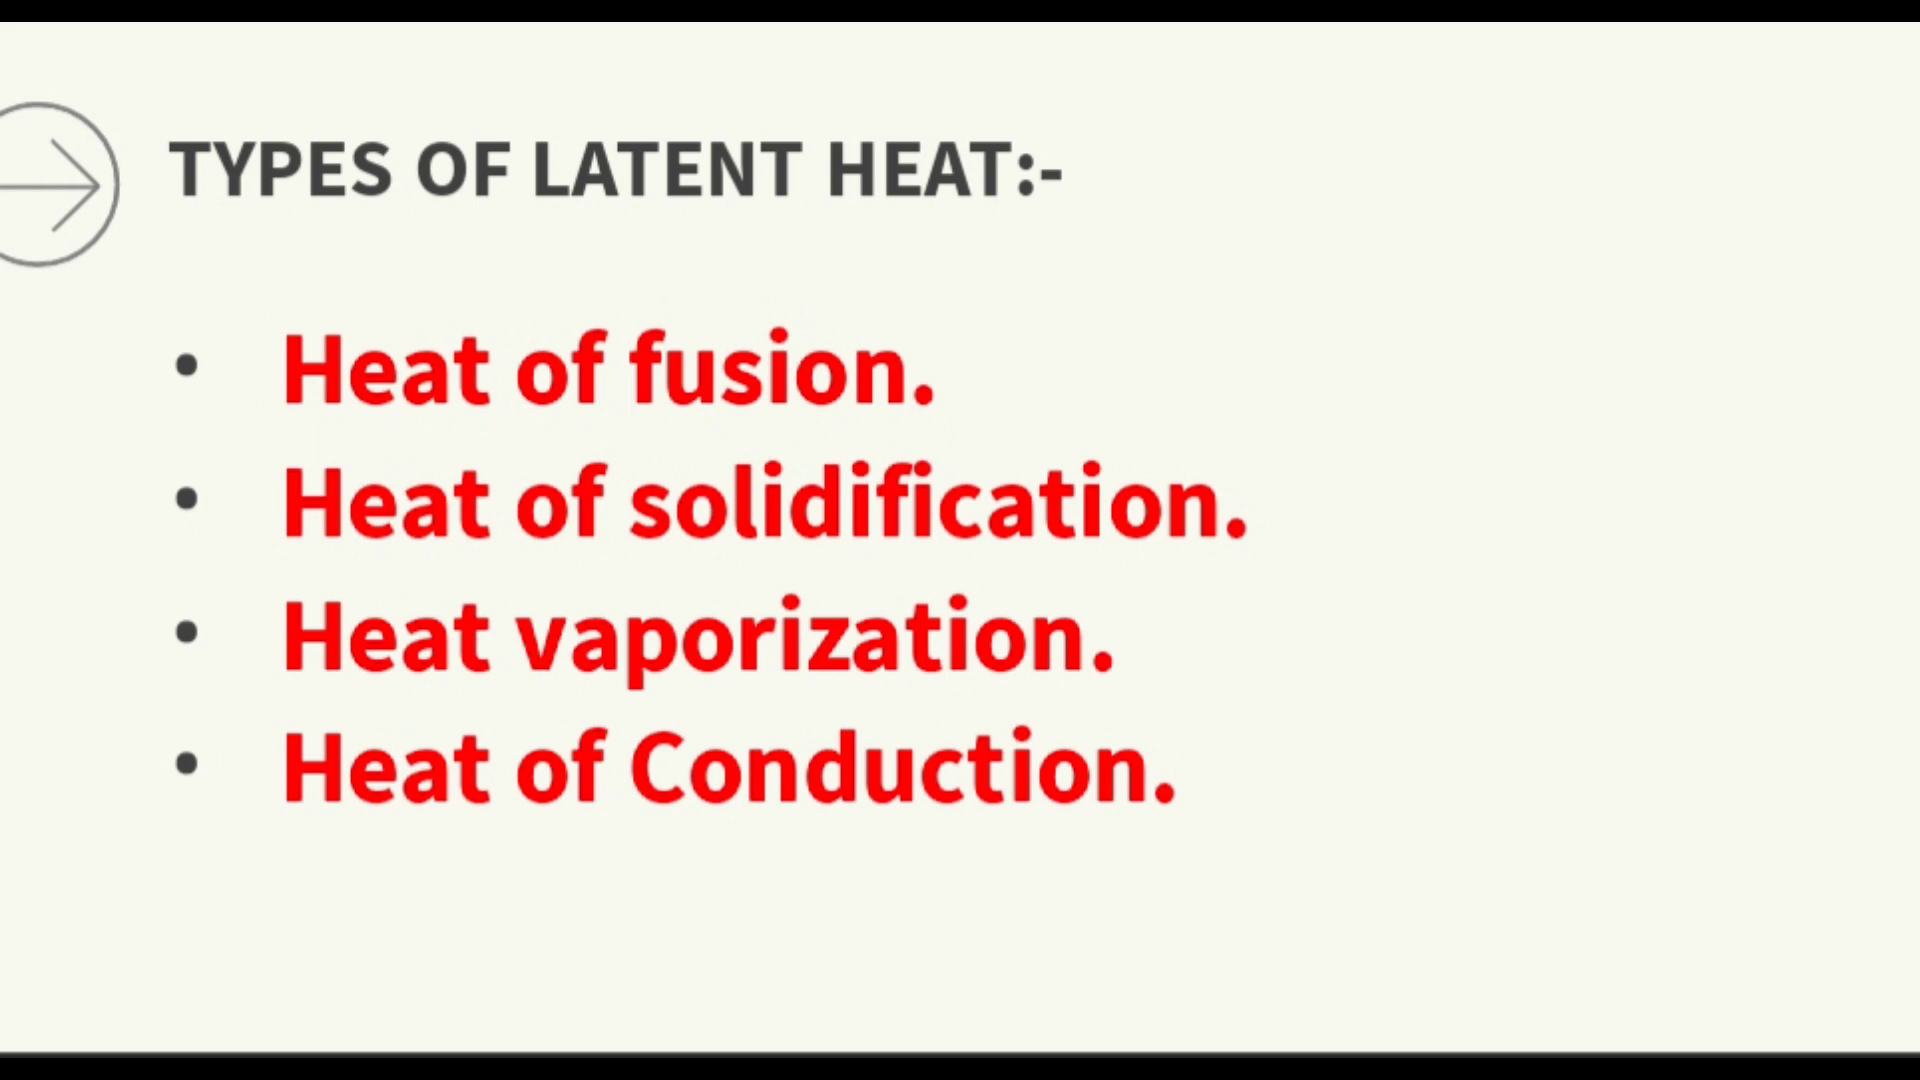 TYPES OF LATENT HEAT:-
• Heat of fusion.
• Heat of solidification.
• Heat vaporization.
• Heat of Conduction.